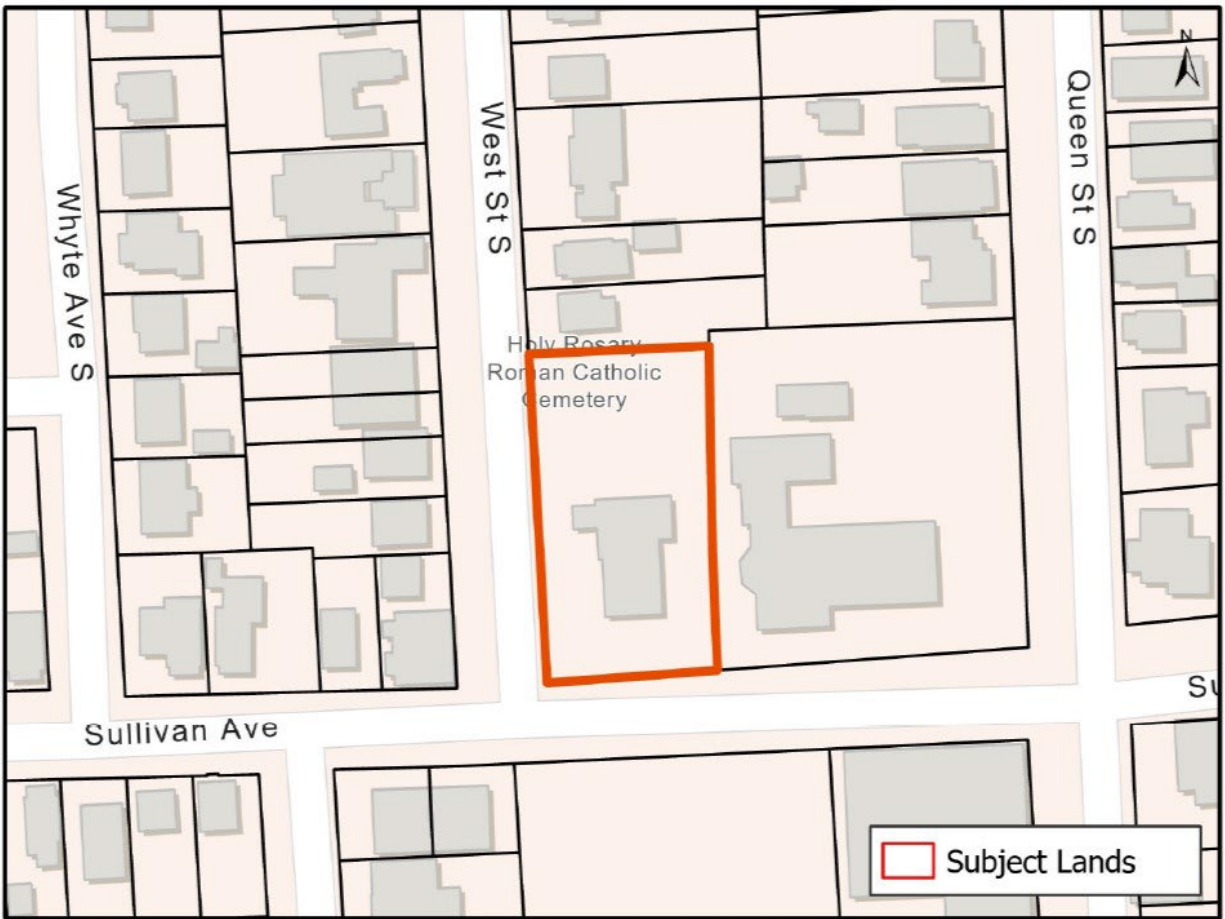 N
Whyte Ave S
West St S
Queen St S
Holy Rosary
Roman Catholic
Cemetery
Su
Sullivan Ave
Subject Lands